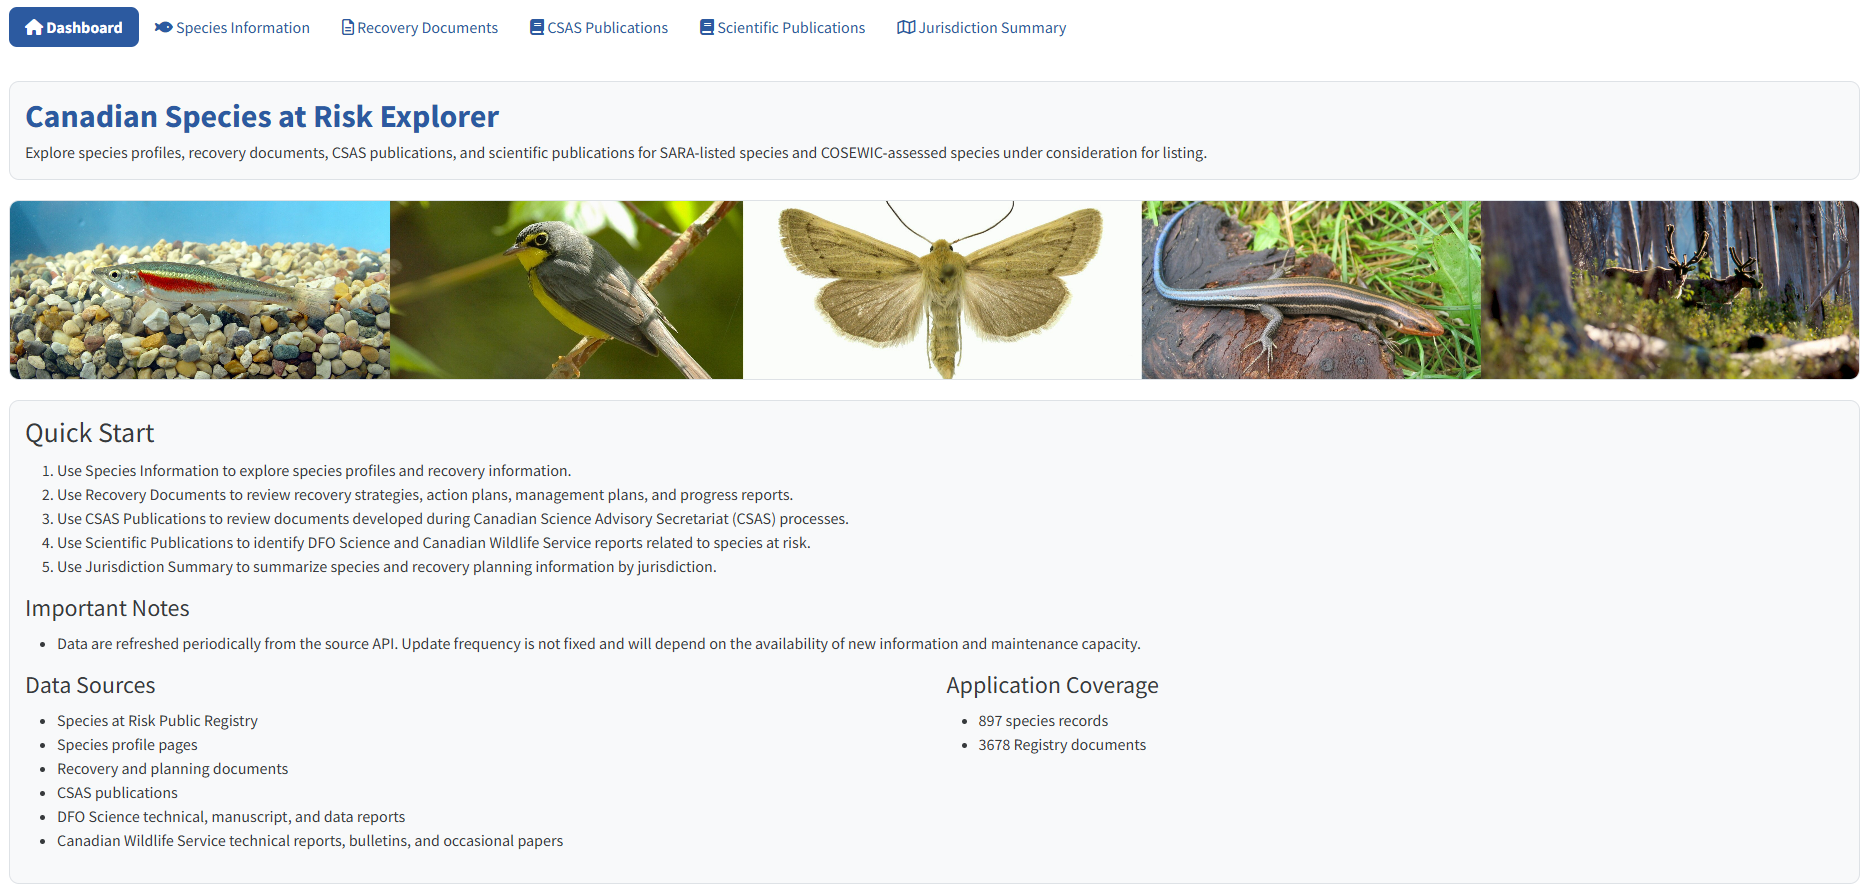 Dashboard
Species Information
Recovery Documents
CSAS Publications
Scientific Publications
Jurisdiction Summary
Canadian Species at Risk Explorer
Explore species profiles, recovery documents, CSAS publications, and scientific publications for SARA-listed species and COSEWIC-assessed species under consideration for listing.
Quick Start
1. Use Species Information to explore species profiles and recovery information.
2. Use Recovery Documents to review recovery strategies, action plans, management plans, and progress reports.
3. Use CSAS Publications to review documents developed during Canadian Science Advisory Secretariat (CSAS) processes.
4. Use Scientific Publications to identify DFO Science and Canadian Wildlife Service reports related to species at risk.
5. Use Jurisdiction Summary to summarize species and recovery planning information by jurisdiction.
Important Notes
• Data are refreshed periodically from the source API. Update frequency is not fixed and will depend on the availability of new information and maintenance capacity.
Data Sources
• Species at Risk Public Registry
• Species profile pages
• Recovery and planning documents
• CSAS publications
• DFO Science technical, manuscript, and data reports
• Canadian Wildlife Service technical reports, bulletins, and occasional papers
Application Coverage
• 897 species records
• 3678 Registry documents